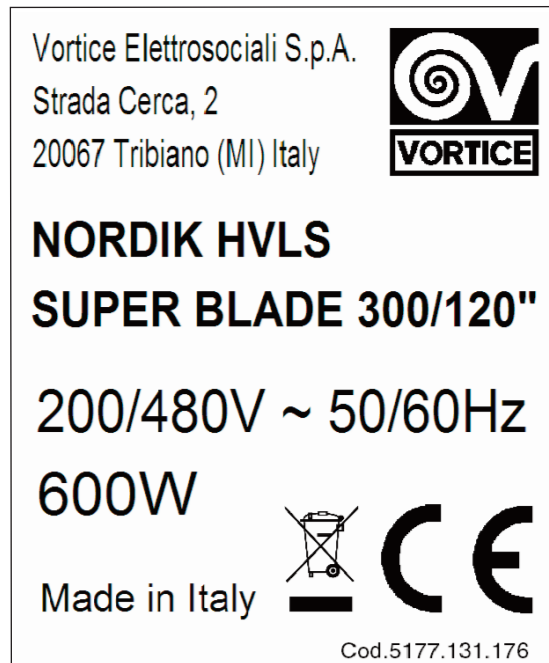 Vortice Elettrosociali S.p.A.
Strada Cerca, 2
20067 Tribiano (MI) Italy
VORTICE
NORDIK HVLS
SUPER BLADE 300/120"
200/480V ~ 50/60Hz
600W
CE
Made in Italy
Cod.5177.131.176